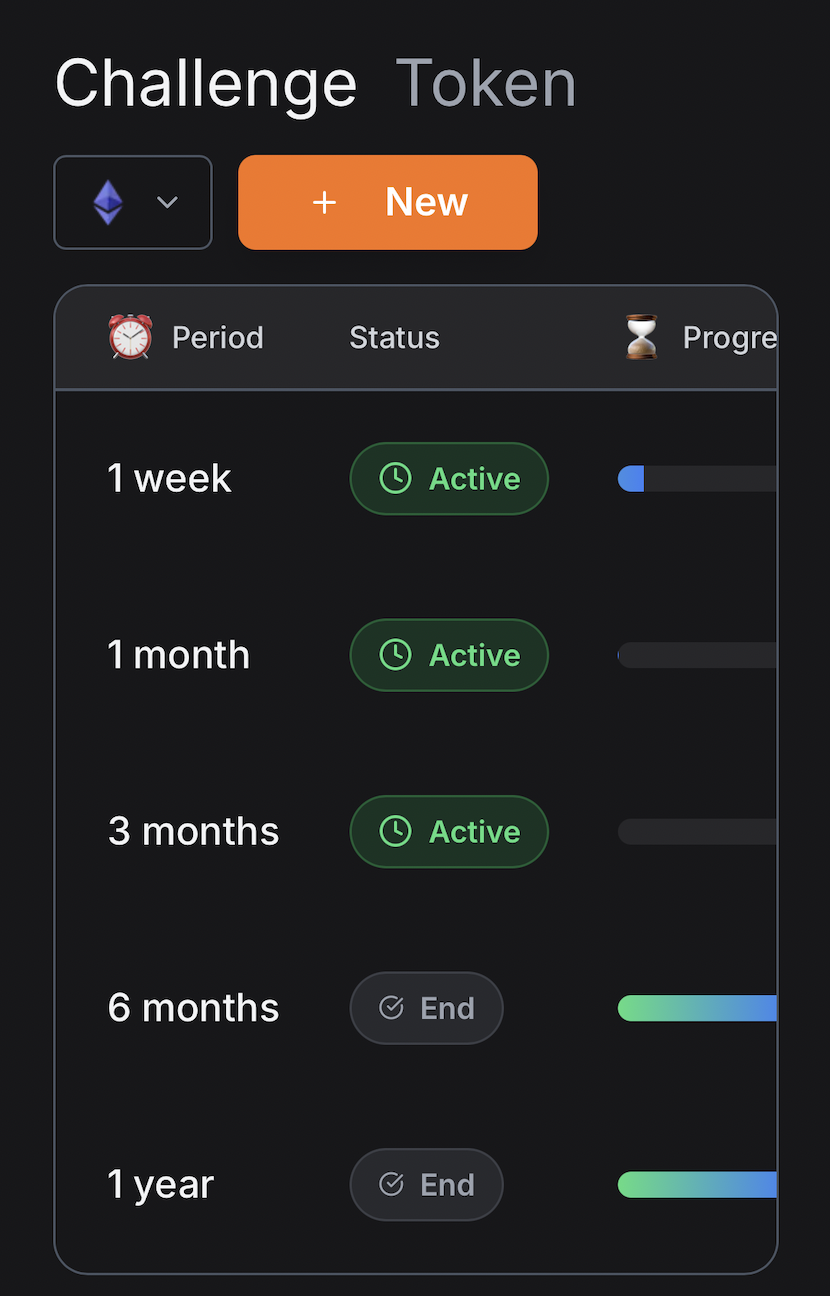 Challenge Token
+ New
Period Status Progre
1 week Active
1 month Active
3 months Active
6 months End
1 year End